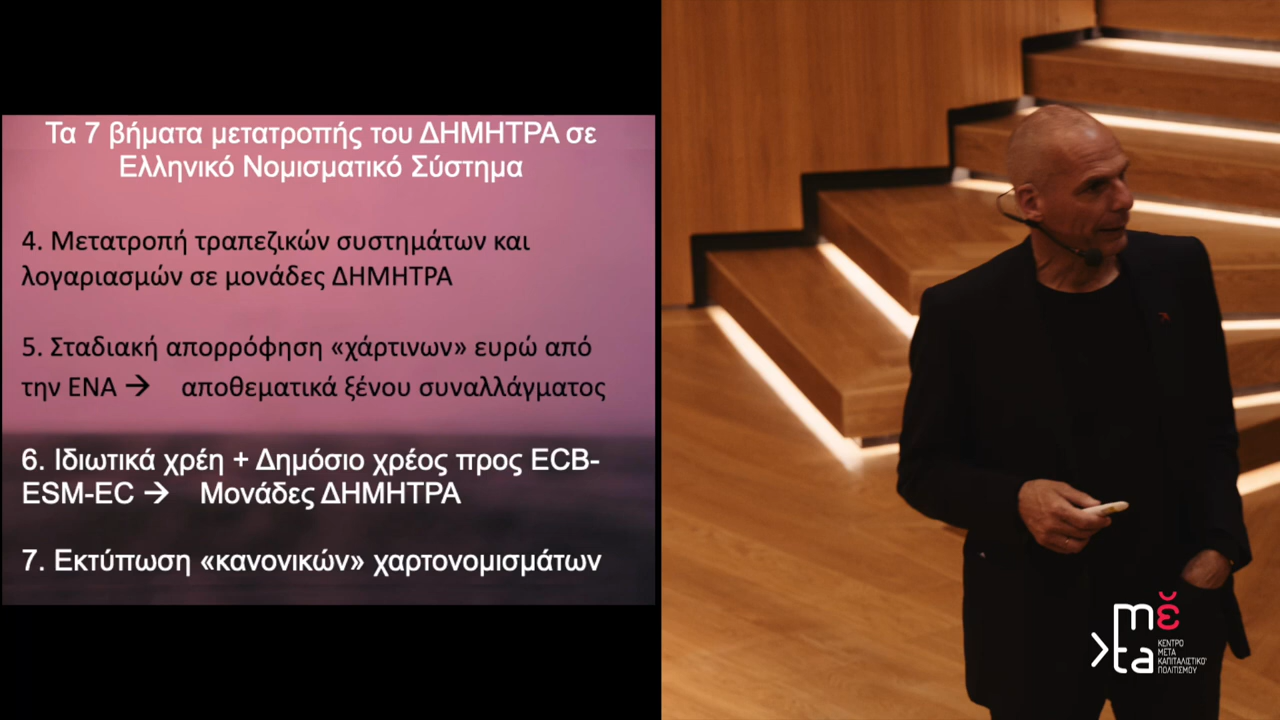 Τα 7 βήματα μετατροπής του ΔΗΜΗΤΡΑ σε
Ελληνικό Νομισματικό Σύστημα
4. Μετατροπή τραπεζικών συστημάτων και
λογαριασμών σε μονάδες ΔΗΜΗΤΡΑ
5. Σταδιακή απορρόφηση «χάρτινων» ευρώ από
την ΕΝΑ → αποθεματικά ξένου συναλλάγματος
6. Ιδιωτικά χρέη + Δημόσιο χρέος προς ECB-
ESM-EC → Μονάδες ΔΗΜΗΤΡΑ
7. Εκτύπωση «κανονικών» χαρτονομισμάτων
mέta
ΚΕΝΤΡΟ
ΜΕΤΑ
ΚΑΠΙΤΑΛΙΣΤΙΚΟΥ
ΠΟΛΙΤΙΣΜΟΥ